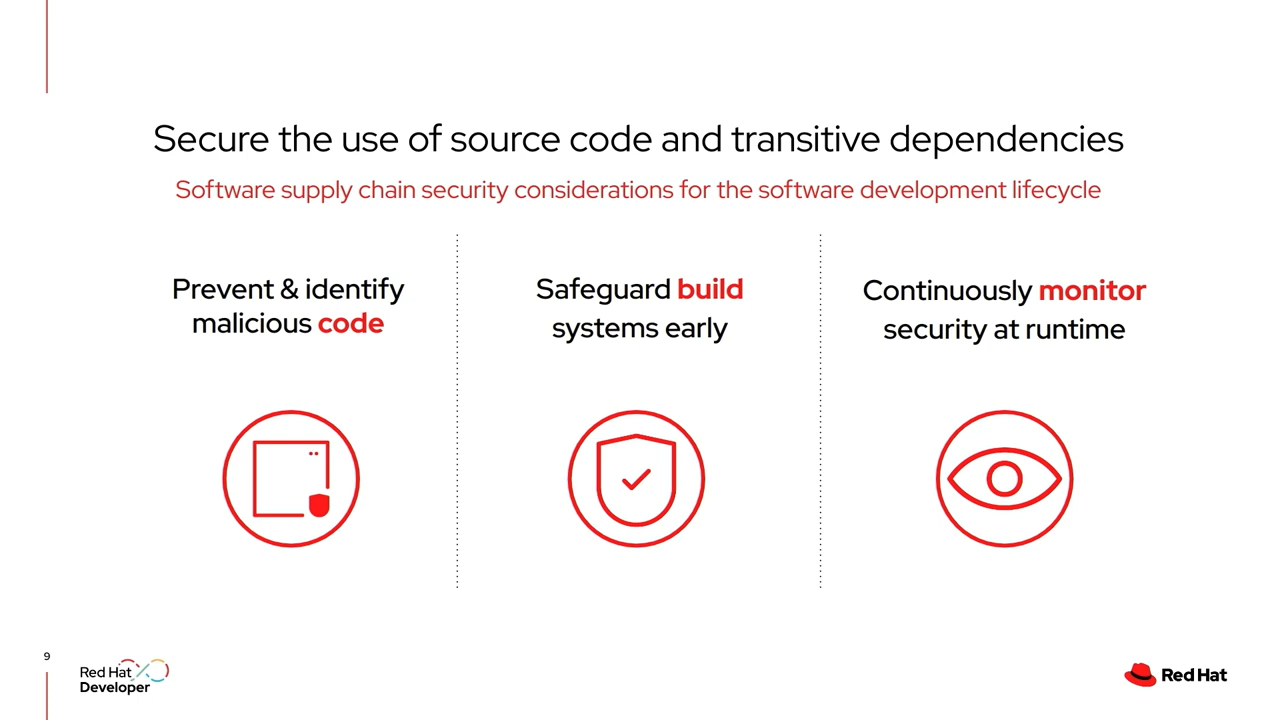 Secure the use of source code and transitive dependencies
Software supply chain security considerations for the software development lifecycle
Prevent & identify
malicious code
Safeguard build
systems early
Continuously monitor
security at runtime
9
Red Hat
Developer
Red Hat